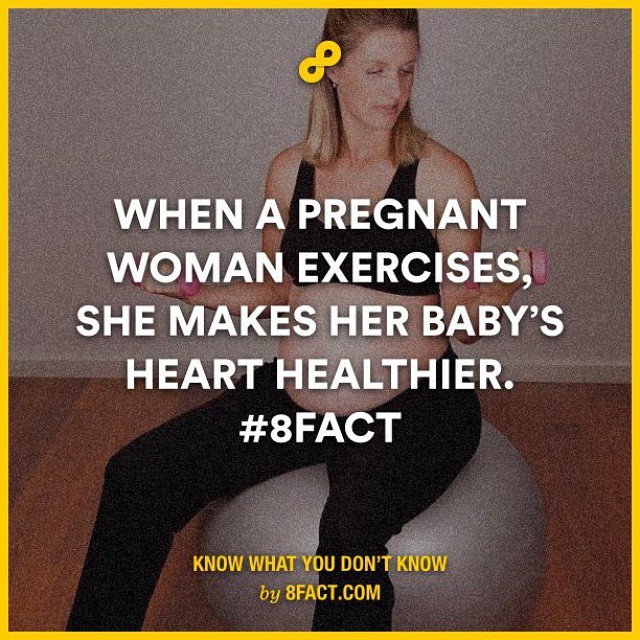 WHEN A PREGNANT
WOMAN EXERCISES,
SHE MAKES HER BABY'S
HEART HEALTHIER.
#8FACT
KNOW WHAT YOU DON'T KNOW
by 8FACT.COM